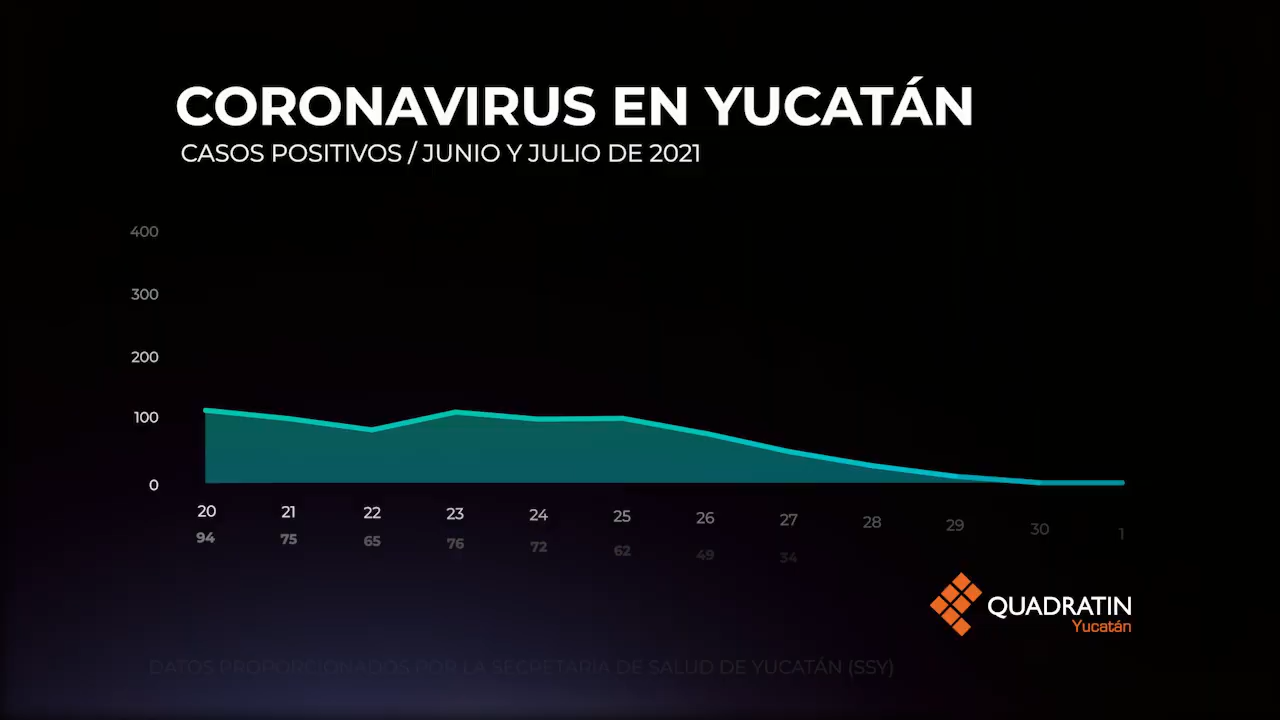 CORONAVIRUS EN YUCATÁN
CASOS POSITIVOS / JUNIO Y JULIO DE 2021
400
300
200
100
0
20 21 22 23 24 25 26 27 28 29 30 1
94 75 65 76 72 62 49 34
QUADRATIN
Yucatán
DATOS PROPORCIONADOS POR LA SECRETARÍA DE SALUD DE YUCATÁN (SSY)